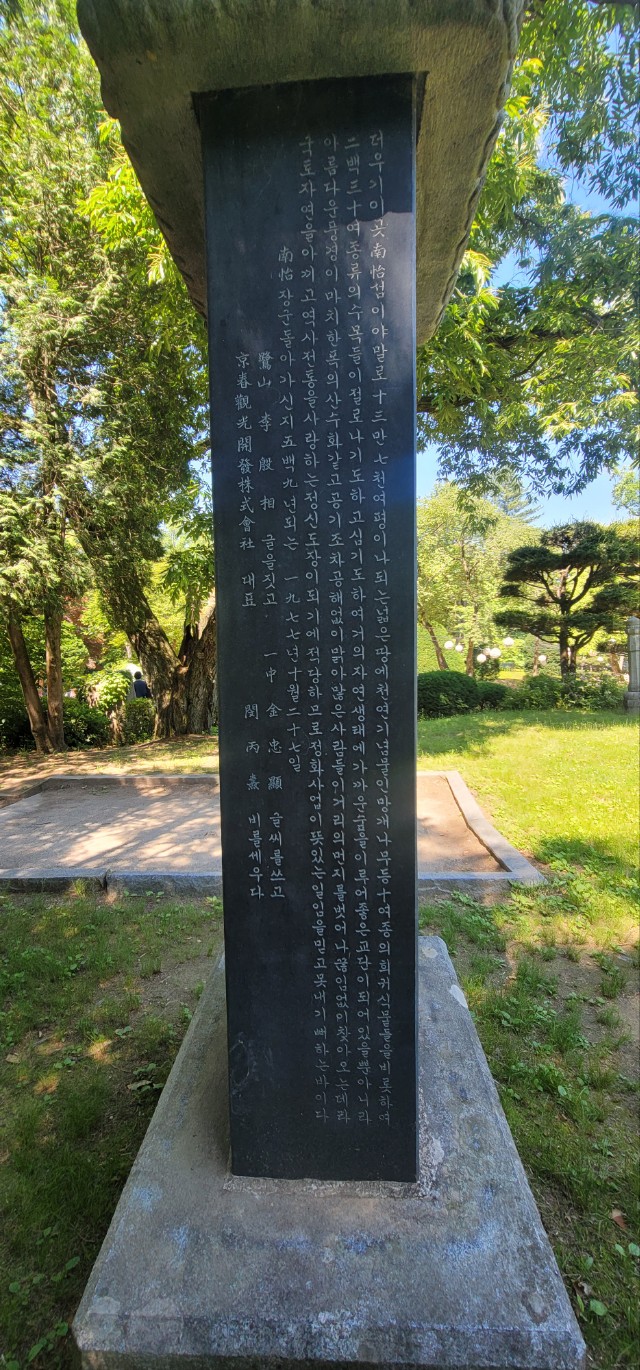 더우기 이곳 南怡섬이야말로 十三만 七천여평이나 되는 넓은 땅에 천연기념물인 망개나무등 十여종의 희귀식물들을 비롯하여
二백三十여종류의 수목들이 절로 나기도 하고 심기도 하여 거의 자연생태에 가까운 숲을 이루어 좋은 교단이 되어 있을뿐 아니라
아름다운 풍경이 마치 한폭의 산수화 같고 공기조차 공해없이 맑아 많은 사람들이 거리의 먼지를 벗어나 끊임없이 찾아오는데라
국토자연을 아끼고 역사전통을 사랑하는 정신도장이 되기에 적당하므로 정화사업이 뜻있는 일임을 믿고 못내 기뻐하는 바이다
南怡장군 돌아가신지 五백九년되는 一九七七년 十월 二十七일
鷺山 李殷相 글을 짓고 一中 金忠顯 글씨를 쓰고
京春觀光開發株式會社 대표 閔丙燾 비를 세우다